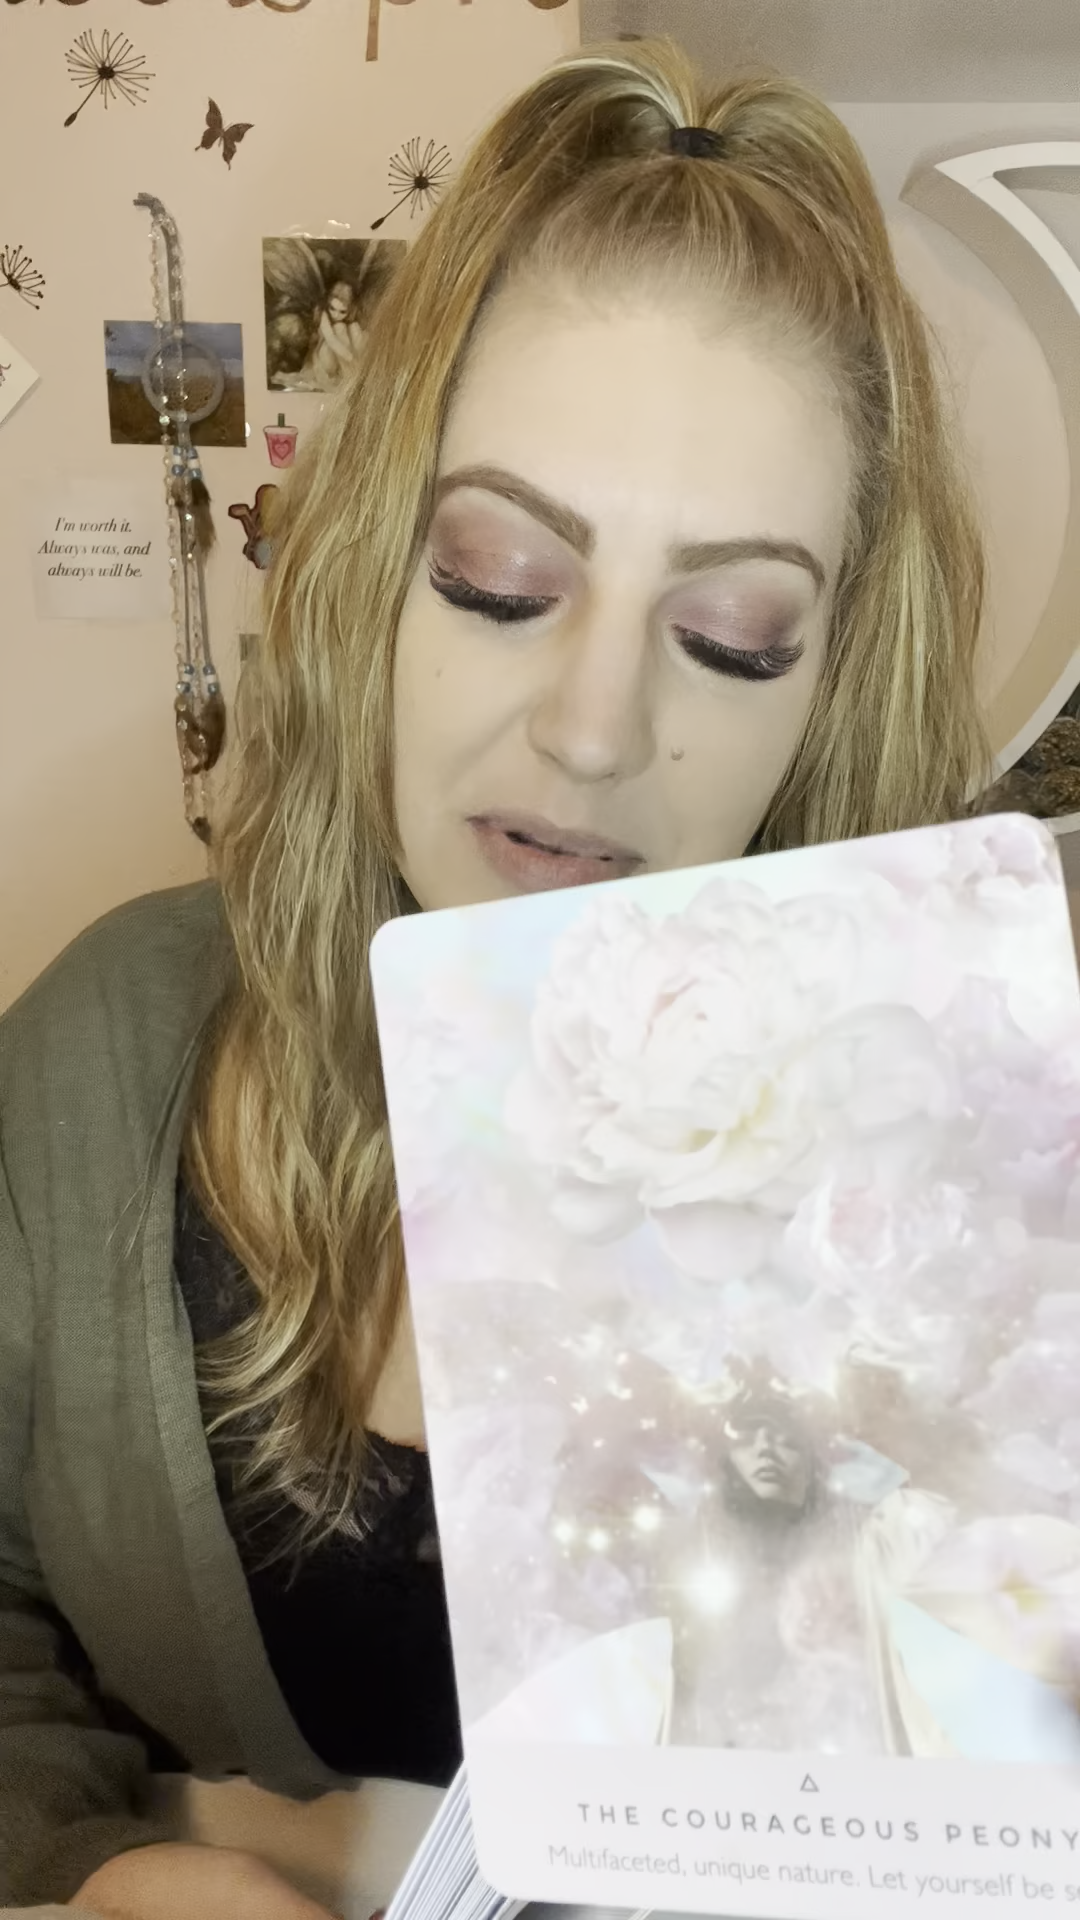 I'm worth it.
Always was, and
always will be.
THE COURAGEOUS PEONY
Multifaceted, unique nature. Let yourself be